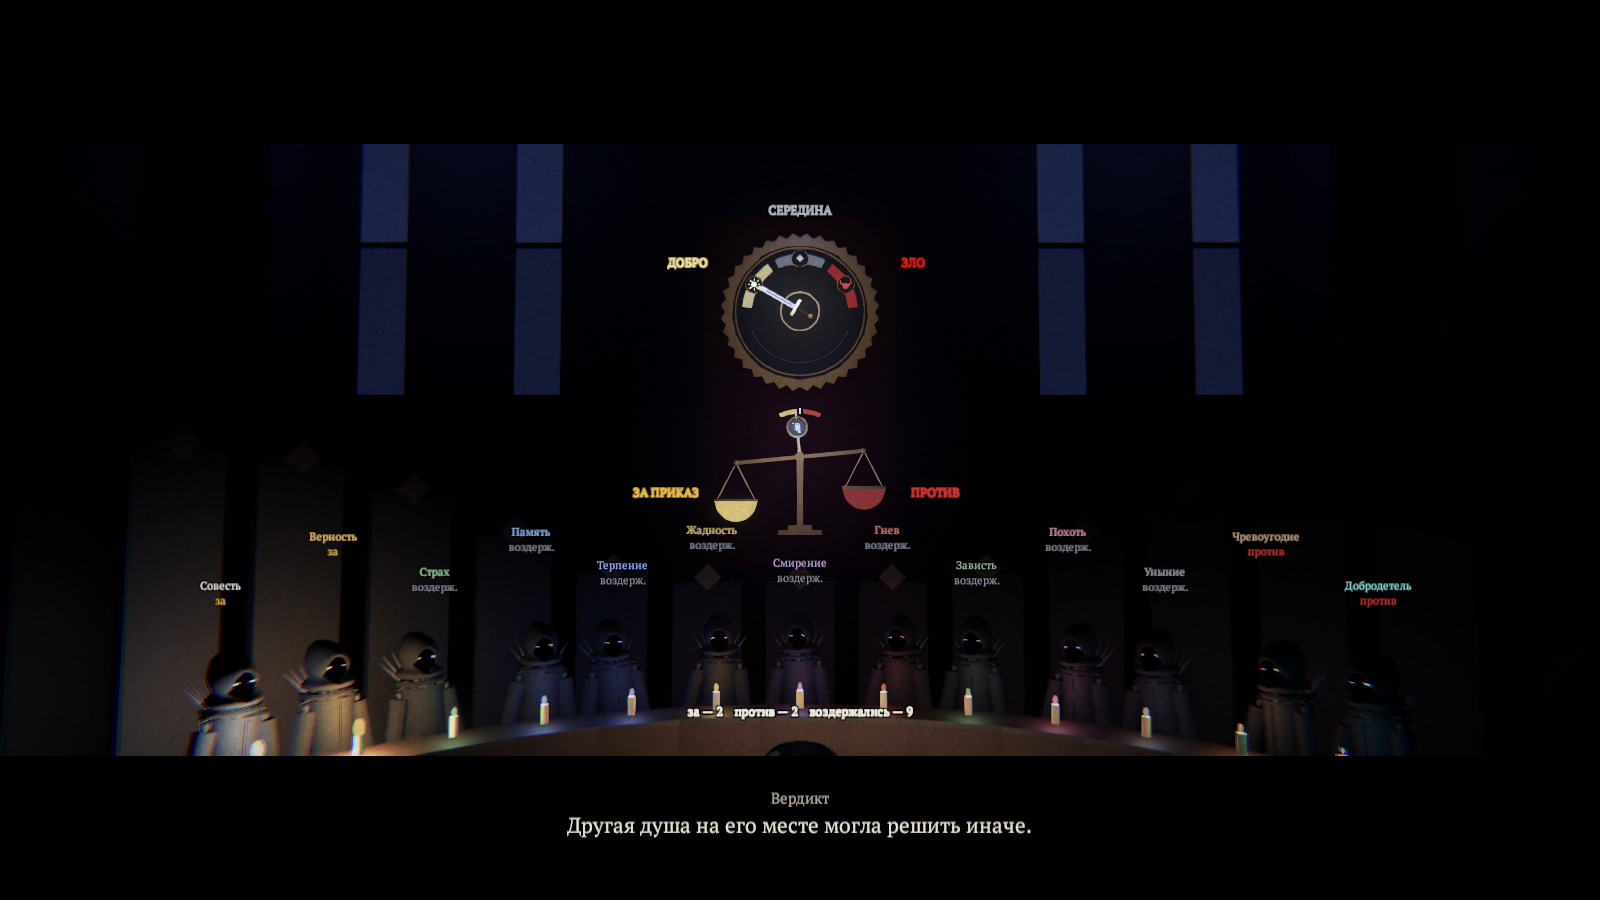 СЕРЕДИНА
ДОБРО
ЗЛО
ЗА ПРИКАЗ
ПРОТИВ
Совесть
за
Верность
за
Страх
воздерж.
Память
воздерж.
Терпение
воздерж.
Жадность
воздерж.
Смирение
воздерж.
Гнев
воздерж.
Зависть
воздерж.
Похоть
воздерж.
Уныние
воздерж.
Чревоугодие
против
Добродетель
против
за — 2 против — 2 воздержались — 9
Вердикт
Другая душа на его месте могла решить иначе.